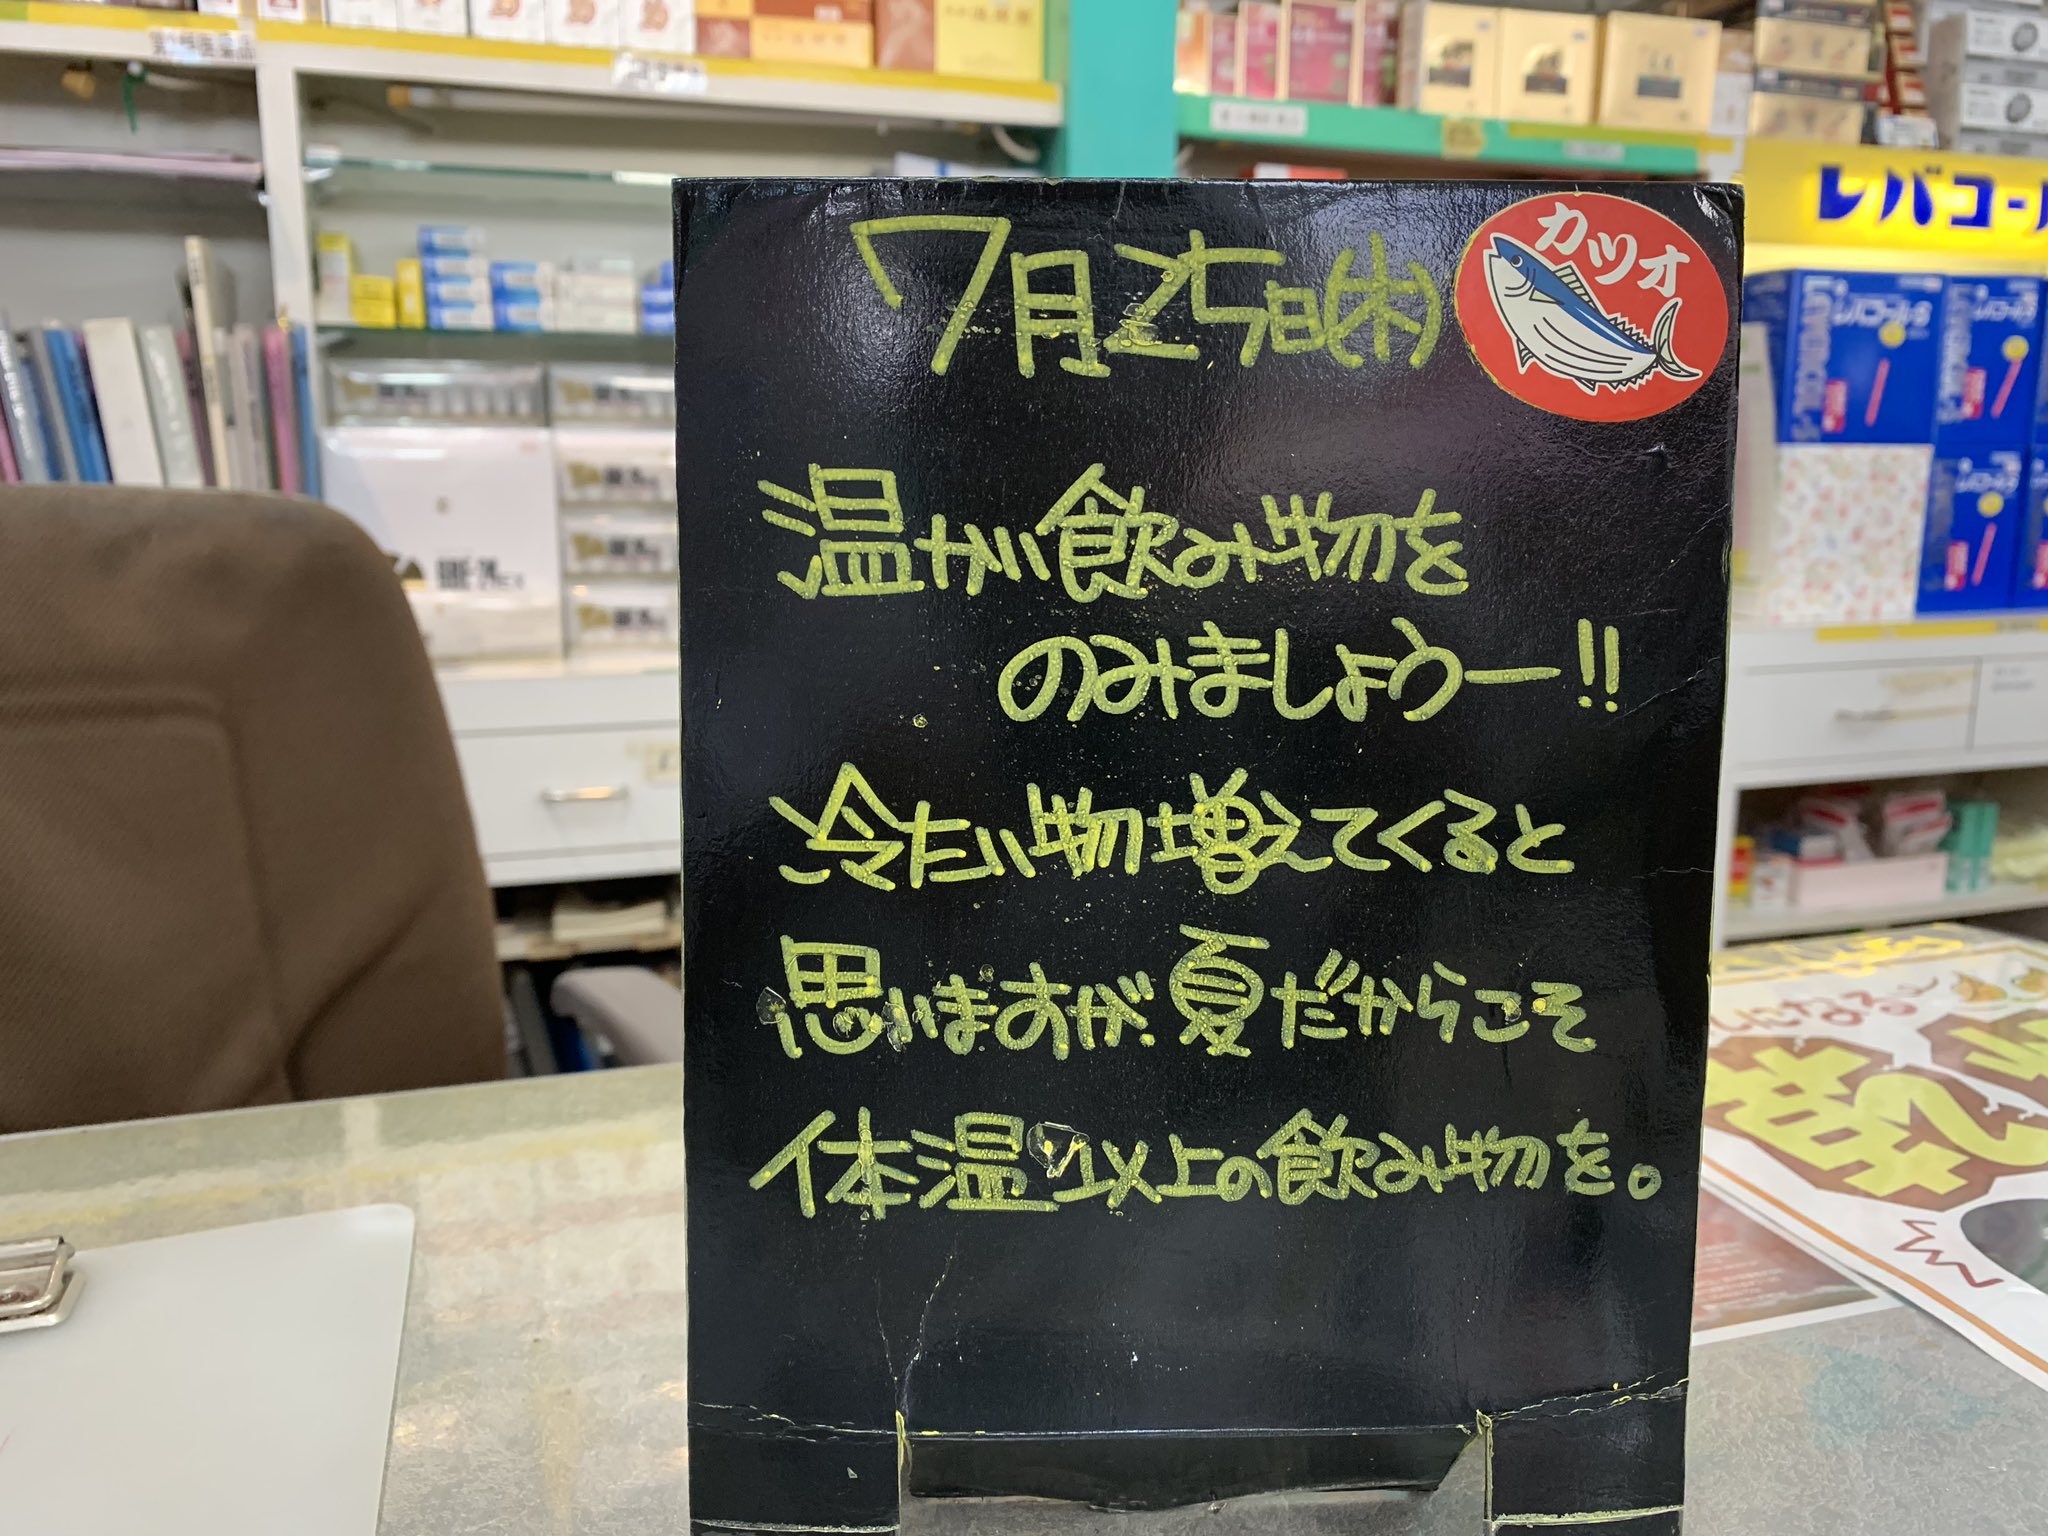 7月25日(木)
カツオ
レバコール
温かい飲み物を
のみましょうー!!
冷たい物増えてくると
思いますが、夏だからこそ
体温以上の飲み物を。